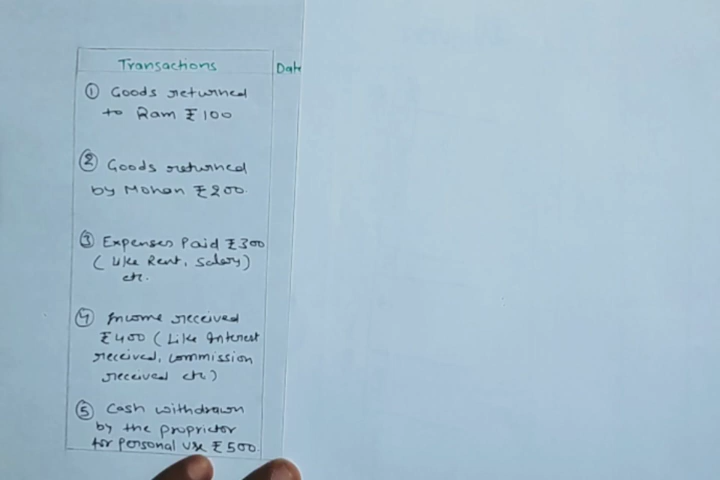 Transactions
Date
① Goods returned
to Ram ₹100
② Goods returned
by Mohan ₹200.
③ Expenses Paid ₹300
(Like Rent, Salary)
etc.
④ Income received
₹400 (Like Interest
received, commission
received etc)
⑤ Cash withdrawn
by the proprietor
for personal use ₹500